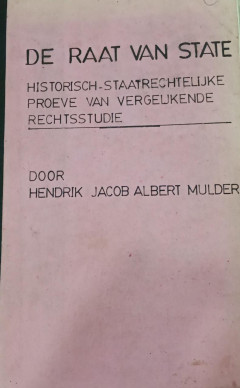 DE RAAT VAN STATE
HISTORISCH-STAATRECHTELIJKE
PROEVE VAN VERGELIJKENDE
RECHTSSTUDIE
DOOR
HENDRIK JACOB ALBERT MULDER